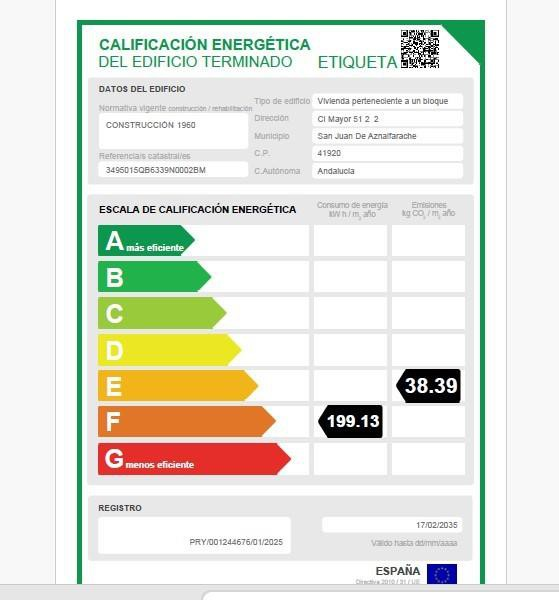 CALIFICACIÓN ENERGÉTICA
DEL EDIFICIO TERMINADO ETIQUETA
DATOS DEL EDIFICIO
Normativa vigente construcción / rehabilitación
CONSTRUCCIÓN 1960
Referencia/s catastral/es
3495015QB6339N0002BM
Tipo de edificio Vivienda perteneciente a un bloque
Dirección Cl Mayor 51 2 2
Municipio San Juan De Aznalfarache
C.P. 41920
C.Autónoma Andalucía
ESCALA DE CALIFICACIÓN ENERGÉTICA
Consumo de energía
kW h / m² año
Emisiones
kg CO₂ / m² año
A más eficiente
B
C
D
E 38.39
F 199.13
G menos eficiente
REGISTRO
PRY/001244676/01/2025
17/02/2035
Válido hasta dd/mm/aaaa
ESPAÑA
Directiva 2010 / 31 / UE